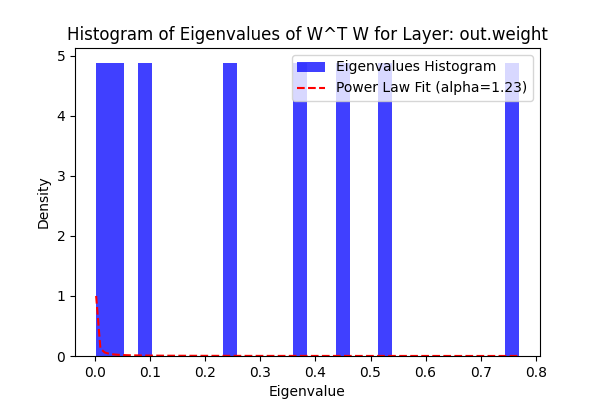 Histogram of Eigenvalues of W^T W for Layer: out.weight
Eigenvalues Histogram
Power Law Fit (alpha=1.23)
Density
5
4
3
2
1
0
0.0 0.1 0.2 0.3 0.4 0.5 0.6 0.7 0.8
Eigenvalue